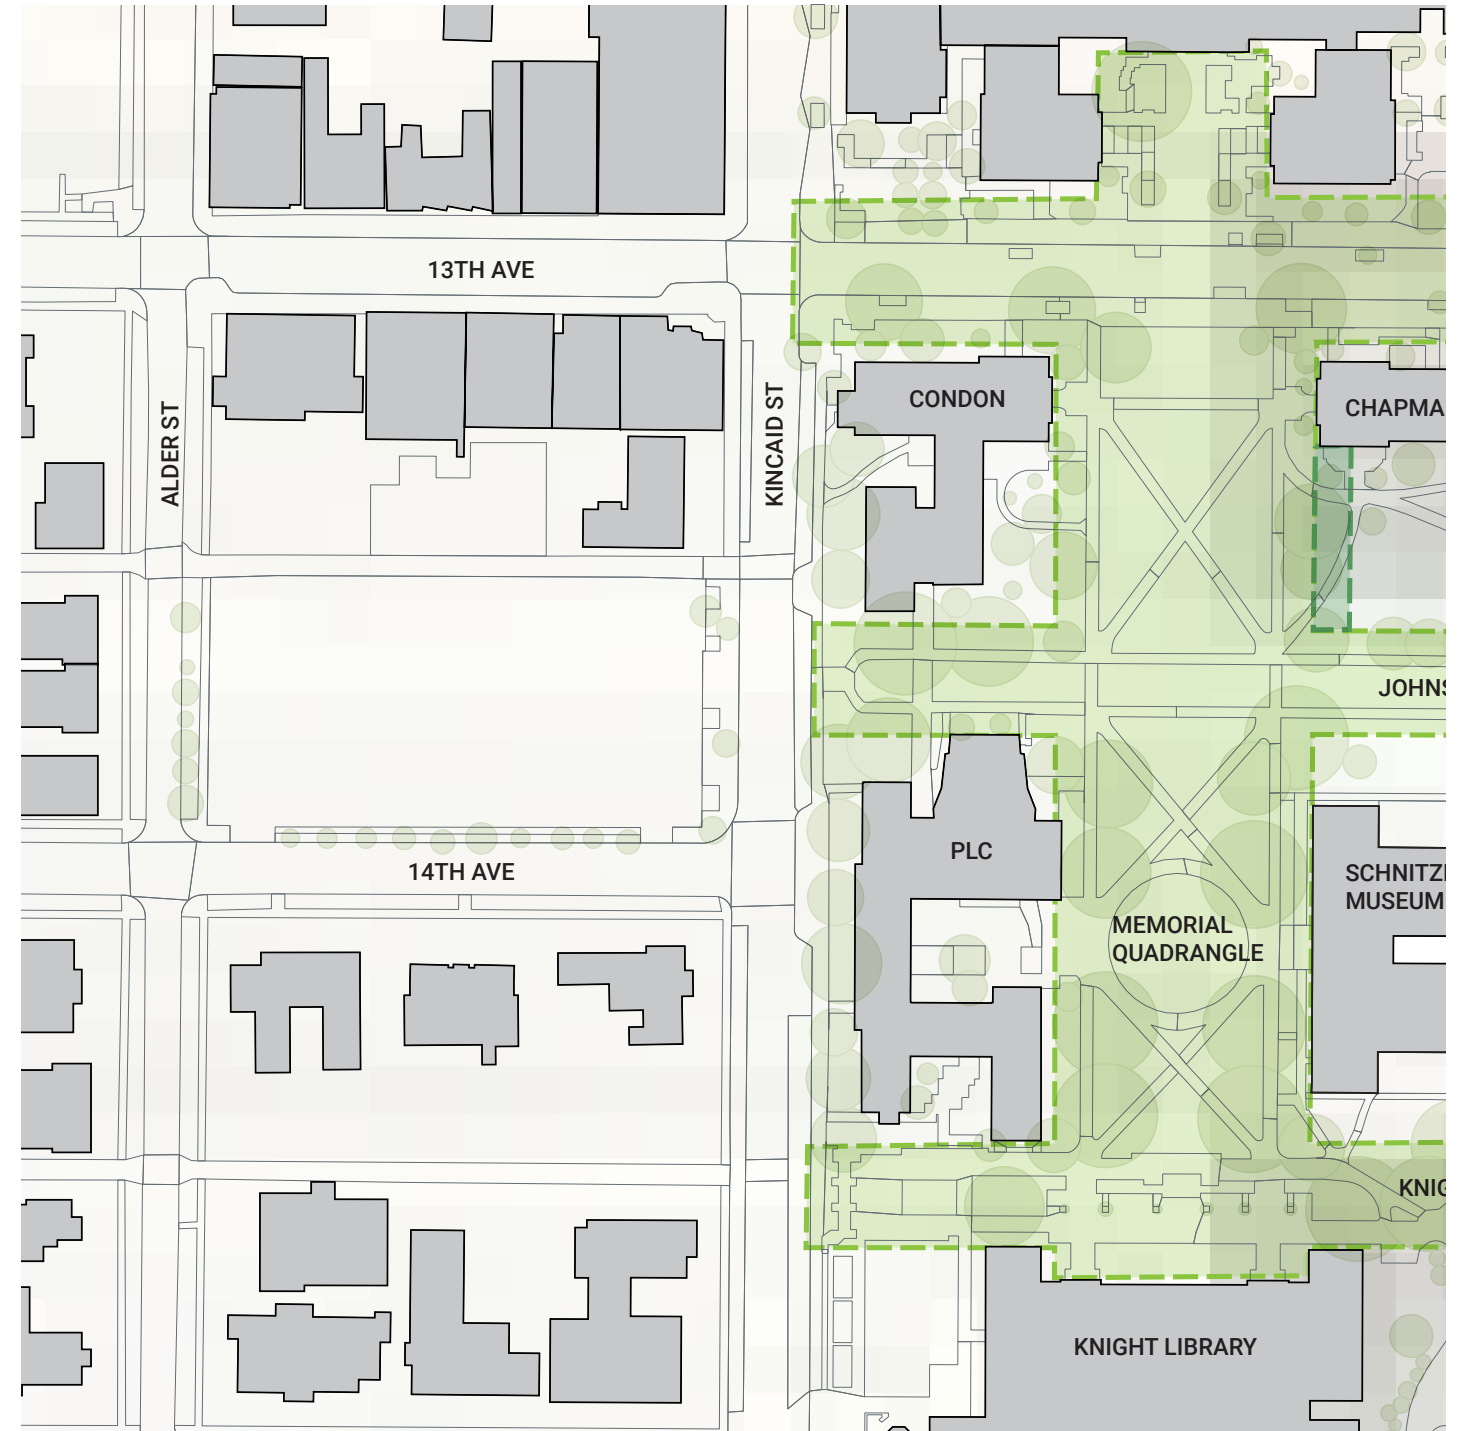 13TH AVE
ALDER ST
KINCAID ST
CONDON
CHAPMA
JOHNS
14TH AVE
PLC
SCHNITZ
MUSEUM
MEMORIAL
QUADRANGLE
KNIG
KNIGHT LIBRARY